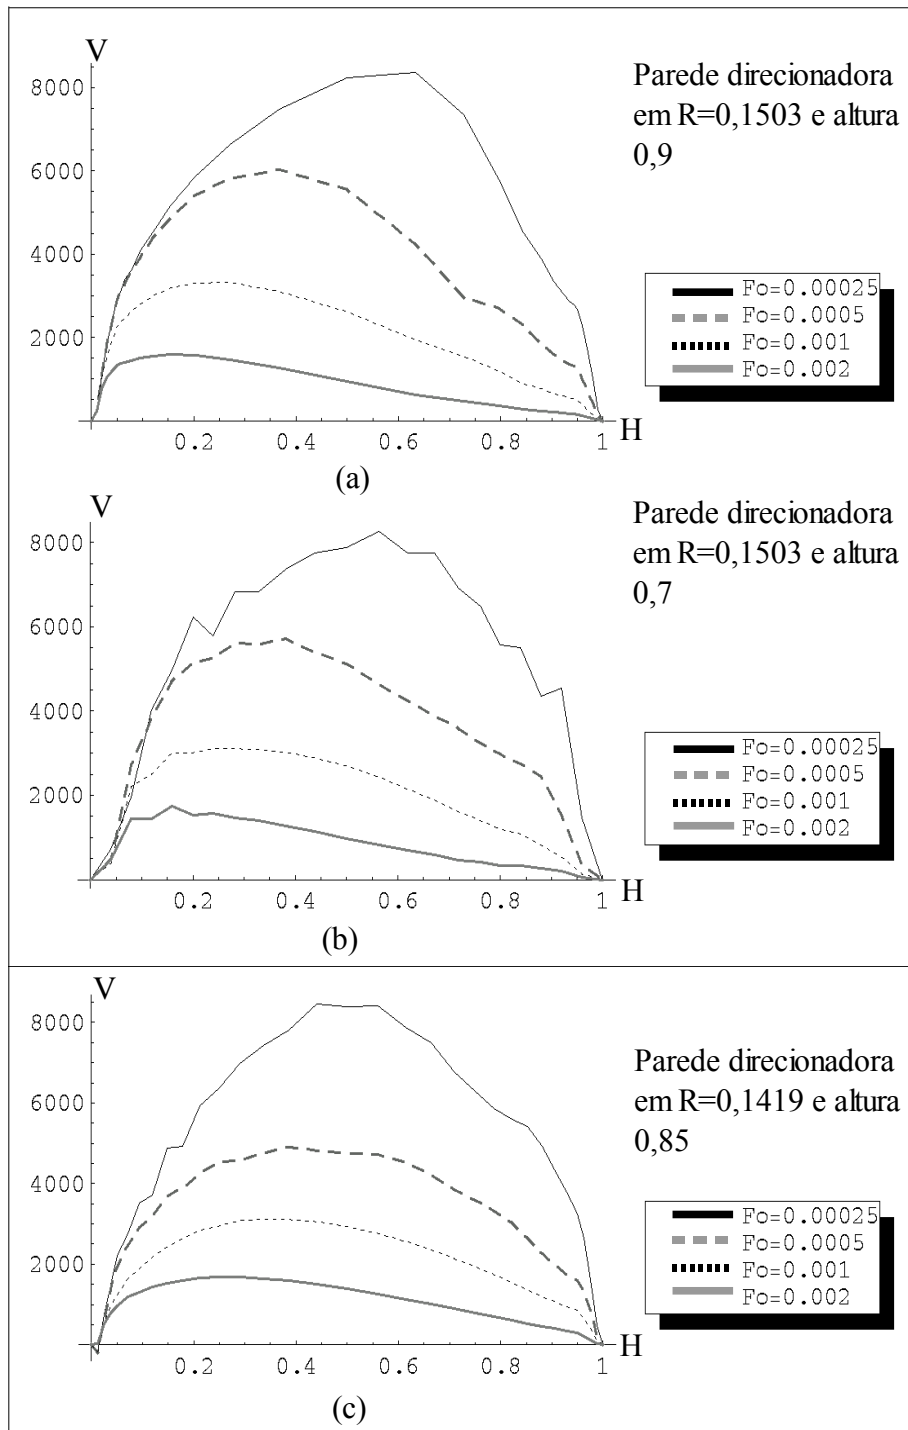 V
8000
6000
4000
2000
0.2
0.4
0.6
0.8
1
H
(a)
Parede direcionadora
em R=0,1503 e altura
0,9
Fo=0.00025
Fo=0.0005
Fo=0.001
Fo=0.002
V
8000
6000
4000
2000
0.2
0.4
0.6
0.8
1
H
(b)
Parede direcionadora
em R=0,1503 e altura
0,7
Fo=0.00025
Fo=0.0005
Fo=0.001
Fo=0.002
V
8000
6000
4000
2000
0.2
0.4
0.6
0.8
1
H
(c)
Parede direcionadora
em R=0,1419 e altura
0,85
Fo=0.00025
Fo=0.0005
Fo=0.001
Fo=0.002